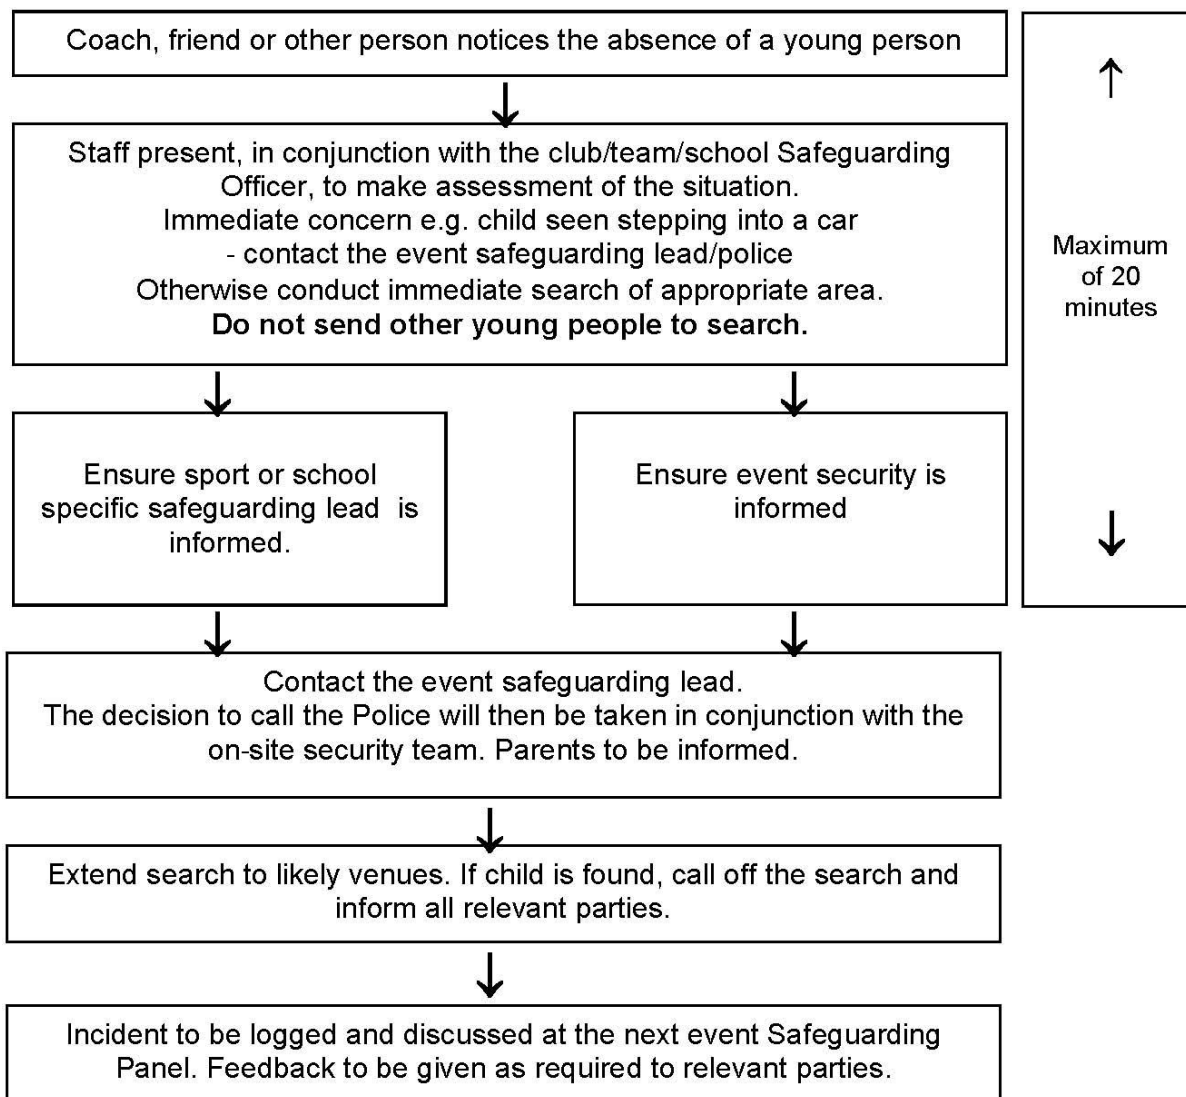 Coach, friend or other person notices the absence of a young person
Staff present, in conjunction with the club/team/school Safeguarding
Officer, to make assessment of the situation.
Immediate concern e.g. child seen stepping into a car
- contact the event safeguarding lead/police
Otherwise conduct immediate search of appropriate area.
Do not send other young people to search.
Maximum
of 20
minutes
Ensure sport or school
specific safeguarding lead is
informed.
Ensure event security is
informed
Contact the event safeguarding lead.
The decision to call the Police will then be taken in conjunction with the
on-site security team. Parents to be informed.
Extend search to likely venues. If child is found, call off the search and
inform all relevant parties.
Incident to be logged and discussed at the next event Safeguarding
Panel. Feedback to be given as required to relevant parties.